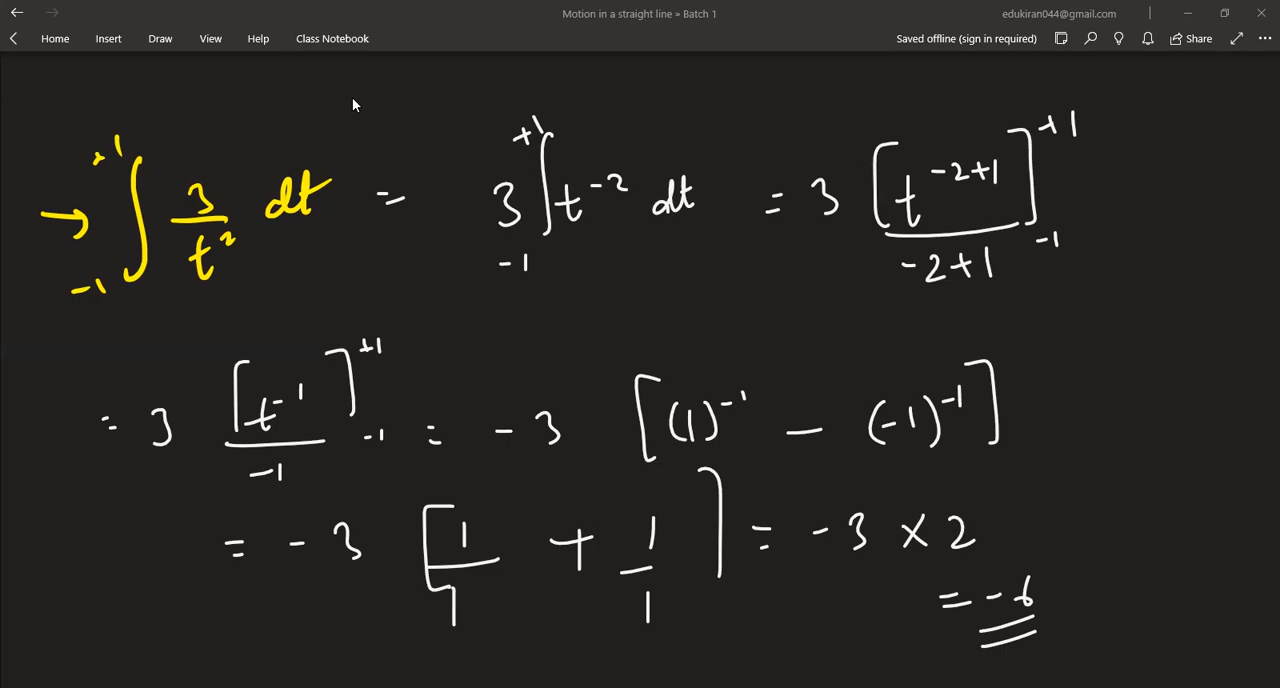 Motion in a straight line » Batch 1
edukiran044@gmail.com
Home Insert Draw View Help Class Notebook
Saved offline (sign in required) Share
→ ∫₋₁⁺¹ 3/t² dt = 3 ∫₋₁⁺¹ t⁻² dt = 3 [t⁻²⁺¹]/(-2+1) ₋₁⁺¹
= 3 [t⁻¹]/(-1) ₋₁⁺¹ = -3 [(1)⁻¹ - (-1)⁻¹]
= -3 [1/1 + 1/1] = -3 × 2
= -6